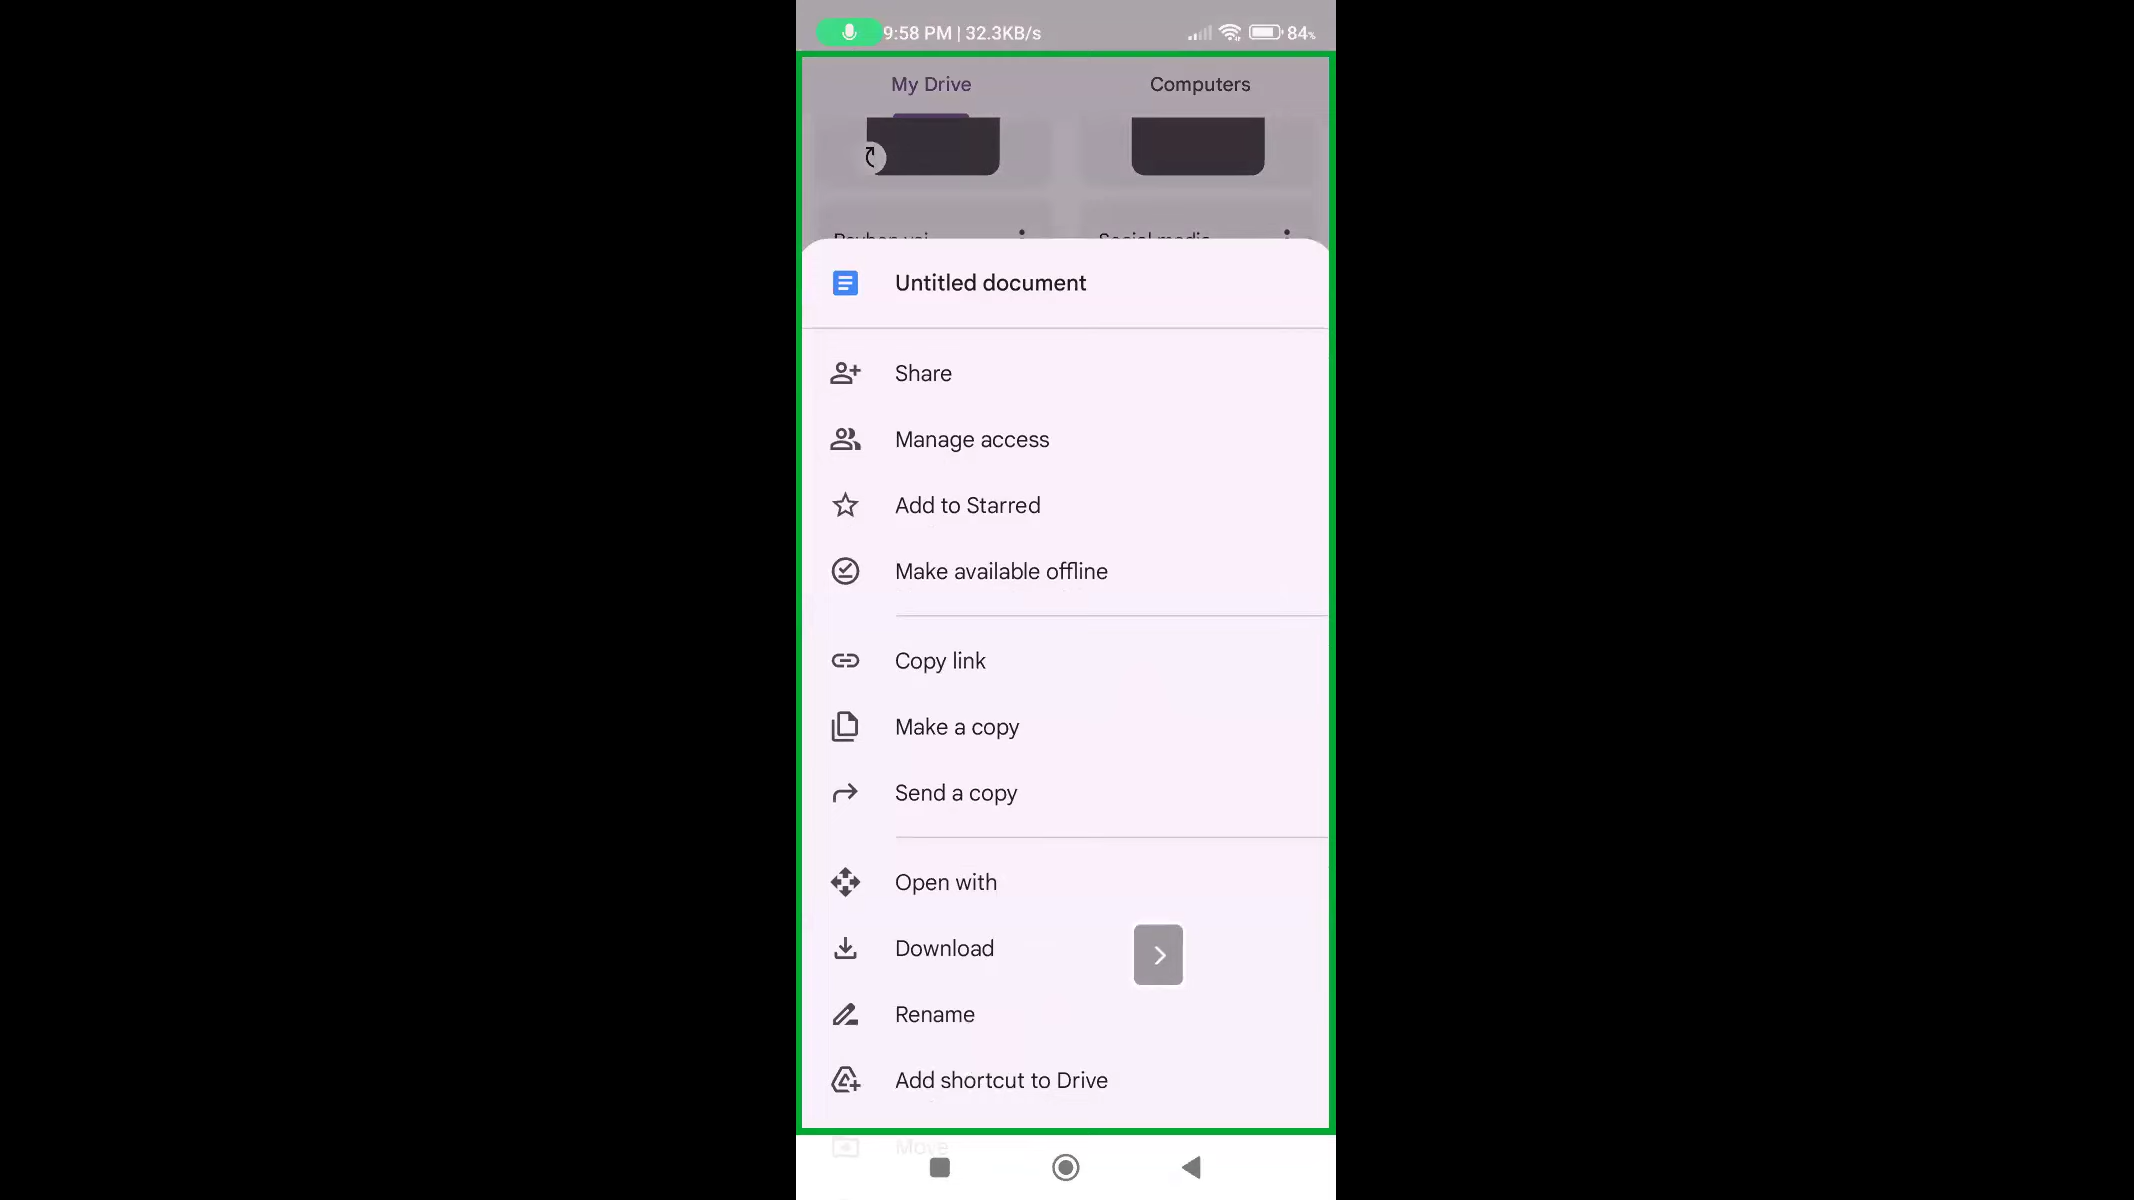 9:58 PM | 32.3KB/s 84%
My Drive Computers
Social media
Untitled document
Share
Manage access
Add to Starred
Make available offline
Copy link
Make a copy
Send a copy
Open with
Download
Rename
Add shortcut to Drive
Move